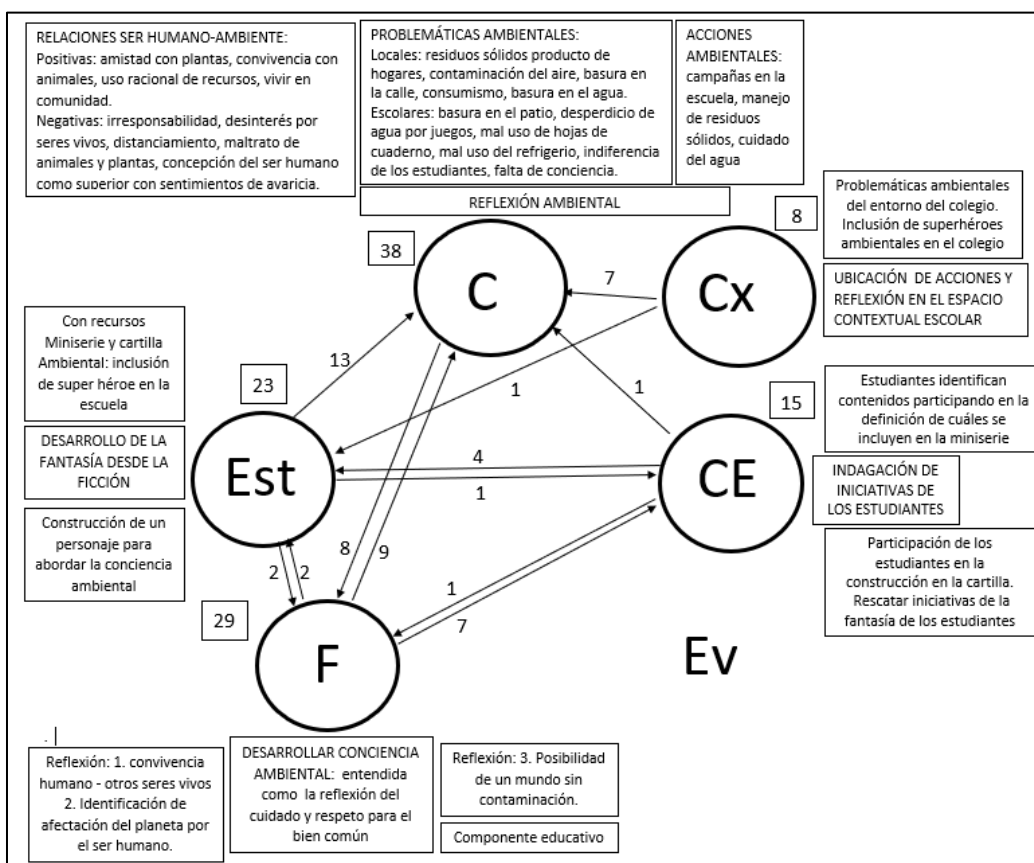 RELACIONES SER HUMANO-AMBIENTE:
Positivas: amistad con plantas, convivencia con
animales, uso racional de recursos, vivir en
comunidad.
Negativas: irresponsabilidad, desinterés por
seres vivos, distanciamiento, maltrato de
animales y plantas, concepción del ser humano
como superior con sentimientos de avaricia.
PROBLEMÁTICAS AMBIENTALES:
Locales: residuos sólidos producto de
hogares, contaminación del aire, basura en
la calle, consumismo, basura en el agua.
Escolares: basura en el patio, desperdicio de
agua por juegos, mal uso de hojas de
cuaderno, mal uso del refrigerio, indiferencia
de los estudiantes, falta de conciencia.
ACCIONES
AMBIENTALES:
campañas en la
escuela, manejo de
residuos
sólidos, cuidado
del agua
REFLEXIÓN AMBIENTAL
38
C
8
Cx
Problemáticas ambientales
del entorno del colegio.
Inclusión de superhéroes
ambientales en el colegio
UBICACIÓN DE ACCIONES Y
REFLEXIÓN EN EL ESPACIO
CONTEXTUAL ESCOLAR
7
13
1
1
Con recursos
Miniserie y cartilla
Ambiental: inclusión
de super héroe en la
escuela
23
DESARROLLO DE LA
FANTASÍA DESDE LA
FICCIÓN
Est
Construcción de un
personaje para
abordar la conciencia
ambiental
4
1
15
CE
Estudiantes identifican
contenidos participando en la
definición de cuáles se
incluyen en la miniserie
INDAGACIÓN DE
INICIATIVAS DE
LOS ESTUDIANTES
Participación de los
estudiantes en la
construcción en la cartilla.
Rescatar iniciativas de la
fantasía de los estudiantes
2
2
8
9
1
7
29
F
Ev
.
Reflexión: 1. convivencia
humano - otros seres vivos
2. Identificación de
afectación del planeta por
el ser humano.
DESARROLLAR CONCIENCIA
AMBIENTAL: entendida
como la reflexión del
cuidado y respeto para el
bien común
Reflexión: 3. Posibilidad
de un mundo sin
contaminación.
Componente educativo